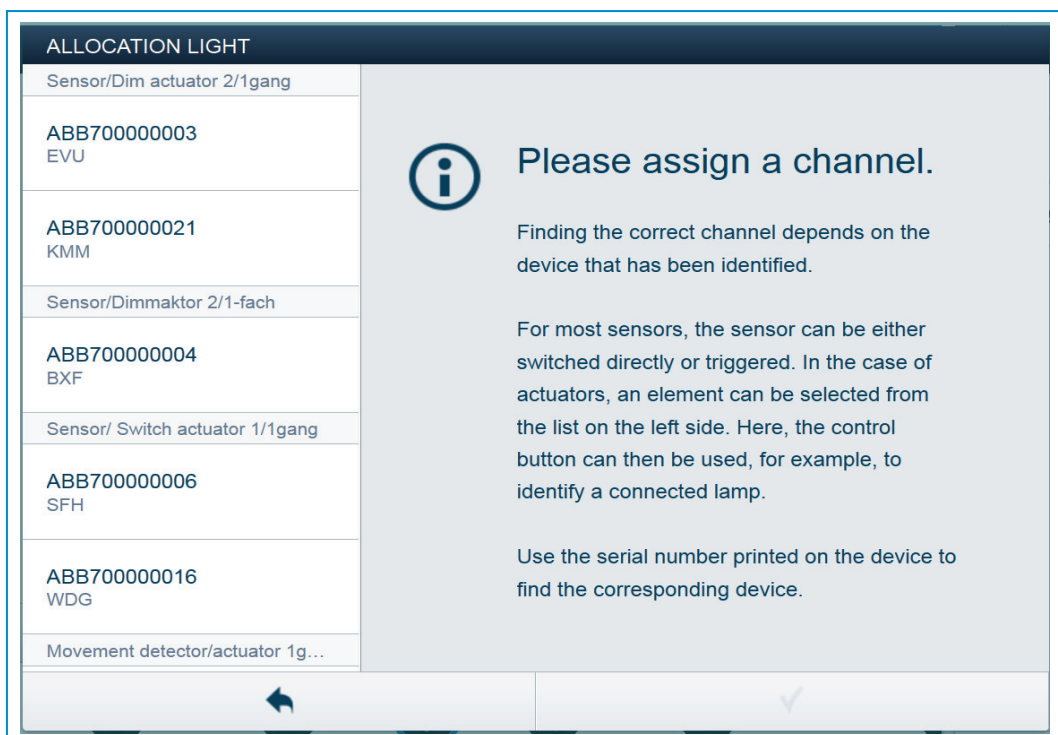 ALLOCATION LIGHT
Sensor/Dim actuator 2/1gang
ABB700000003
EVU
ABB700000021
KMM
Sensor/Dimmaktor 2/1-fach
ABB700000004
BXF
Sensor/ Switch actuator 1/1gang
ABB700000006
SFH
ABB700000016
WDG
Movement detector/actuator 1g...
Please assign a channel.
Finding the correct channel depends on the
device that has been identified.
For most sensors, the sensor can be either
switched directly or triggered. In the case of
actuators, an element can be selected from
the list on the left side. Here, the control
button can then be used, for example, to
identify a connected lamp.
Use the serial number printed on the device to
find the corresponding device.